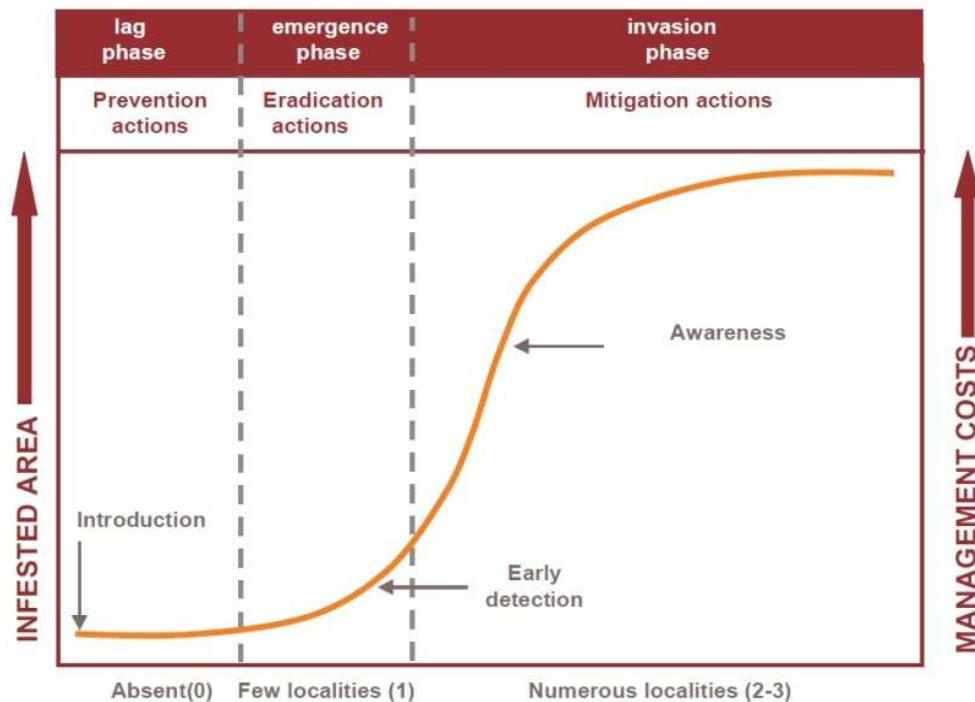 lag
phase
emergence
phase
invasion
phase
Prevention
actions
Eradication
actions
Mitigation actions
INFESTED AREA
MANAGEMENT COSTS
Awareness
Introduction
Early
detection
Absent(0)
Few localities (1)
Numerous localities (2-3)